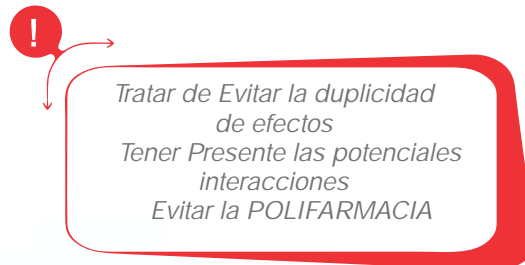 !
Tratar de Evitar la duplicidad
de efectos
Tener Presente las potenciales
interacciones
Evitar la POLIFARMACIA